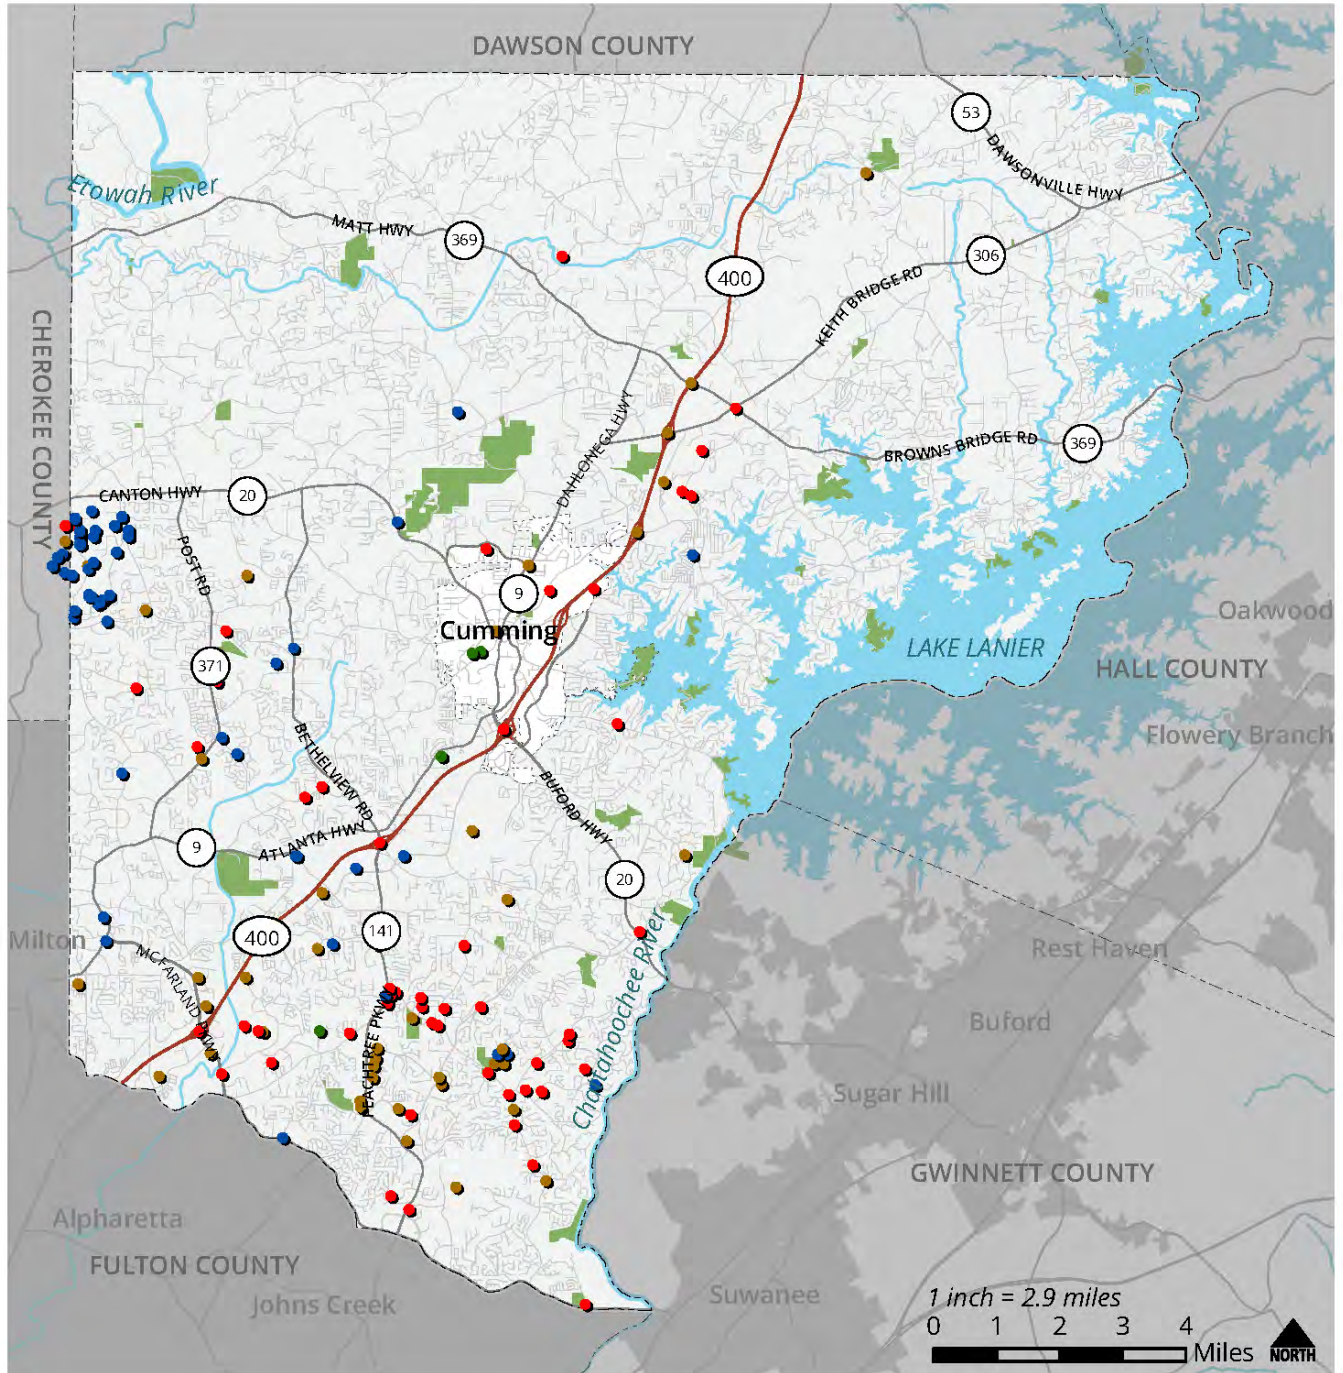 DAWSON COUNTY
53
DAWSONVILLE HWY
Etowah River
MATT HWY
369
306
400
KEITH BRIDGE RD
CHEROKEE COUNTY
DAHLONEGA HWY
BROWNS BRIDGE RD
369
CANTON HWY
20
POST RD
9
Cumming
Oakwood
LAKE LANIER
HALL COUNTY
371
Flowery Branch
BETHELVIEW RD
BUFORD HWY
ATLANTA HWY
9
20
400
141
Milton
MCFARLAND PKWY
Rest Haven
Chattahoochee River
PEACHTREE PKWY
Buford
Sugar Hill
GWINNETT COUNTY
Alpharetta
FULTON COUNTY
Johns Creek
Suwanee
1 inch = 2.9 miles
0 1 2 3 4
Miles
NORTH